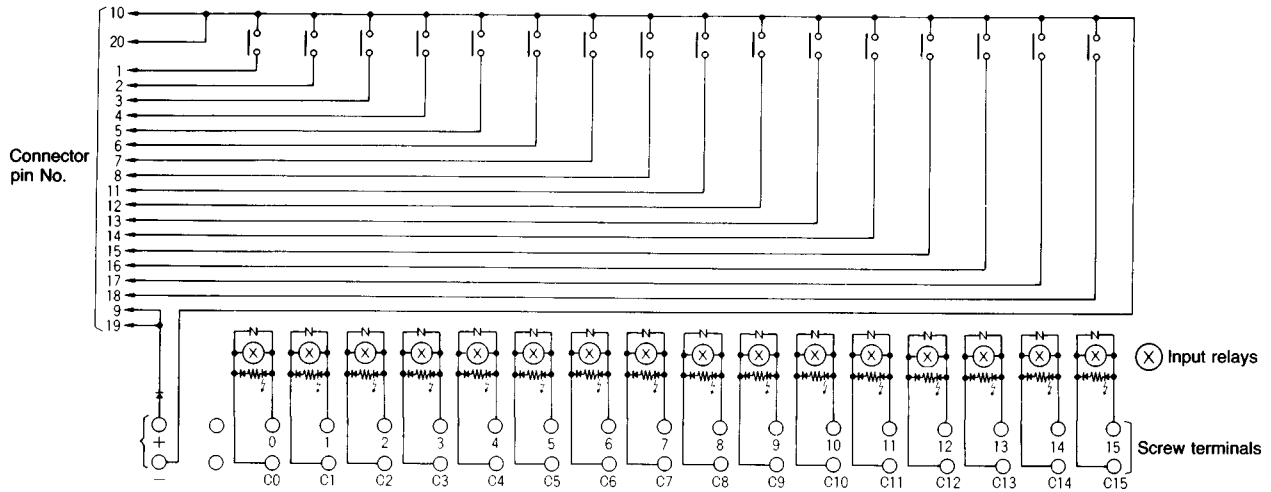 10
20
1
2
3
4
5
6
Connector
pin No.
7
8
11
12
13
14
15
16
17
18
9
19
N N N N N N N N N N N N N N N N
X X X X X X X X X X X X X X X X
X Input relays
+ 0 1 2 3 4 5 6 7 8 9 10 11 12 13 14 15
Screw terminals
− C0 C1 C2 C3 C4 C5 C6 C7 C8 C9 C10 C11 C12 C13 C14 C15